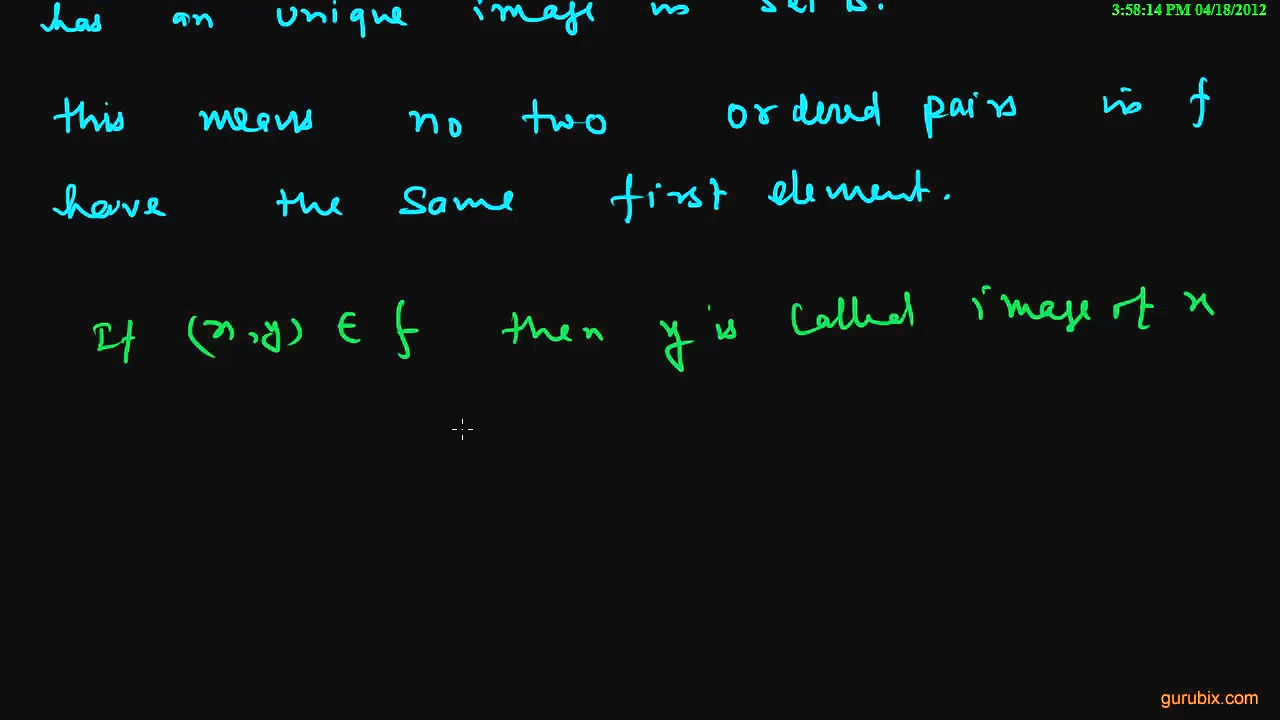 3:58:14 PM 04/18/2012
has an unique image in set B.
this means no two ordered pairs in f
have the same first element.
If (x,y) ∈ f then y is called image of x
gurubix.com